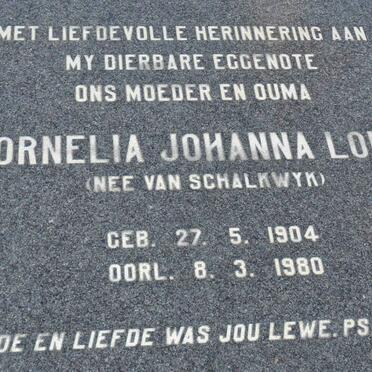 MET LIEFDEVOLLE HERINNERING AAN
MY DIERBARE EGGENOTE
ONS MOEDER EN OUMA
ORNELIA JOHANNA LO
(NEE VAN SCHALKWYK)
GEB. 27. 5. 1904
OORL. 8. 3. 1980
DE EN LIEFDE WAS JOU LEWE. PS